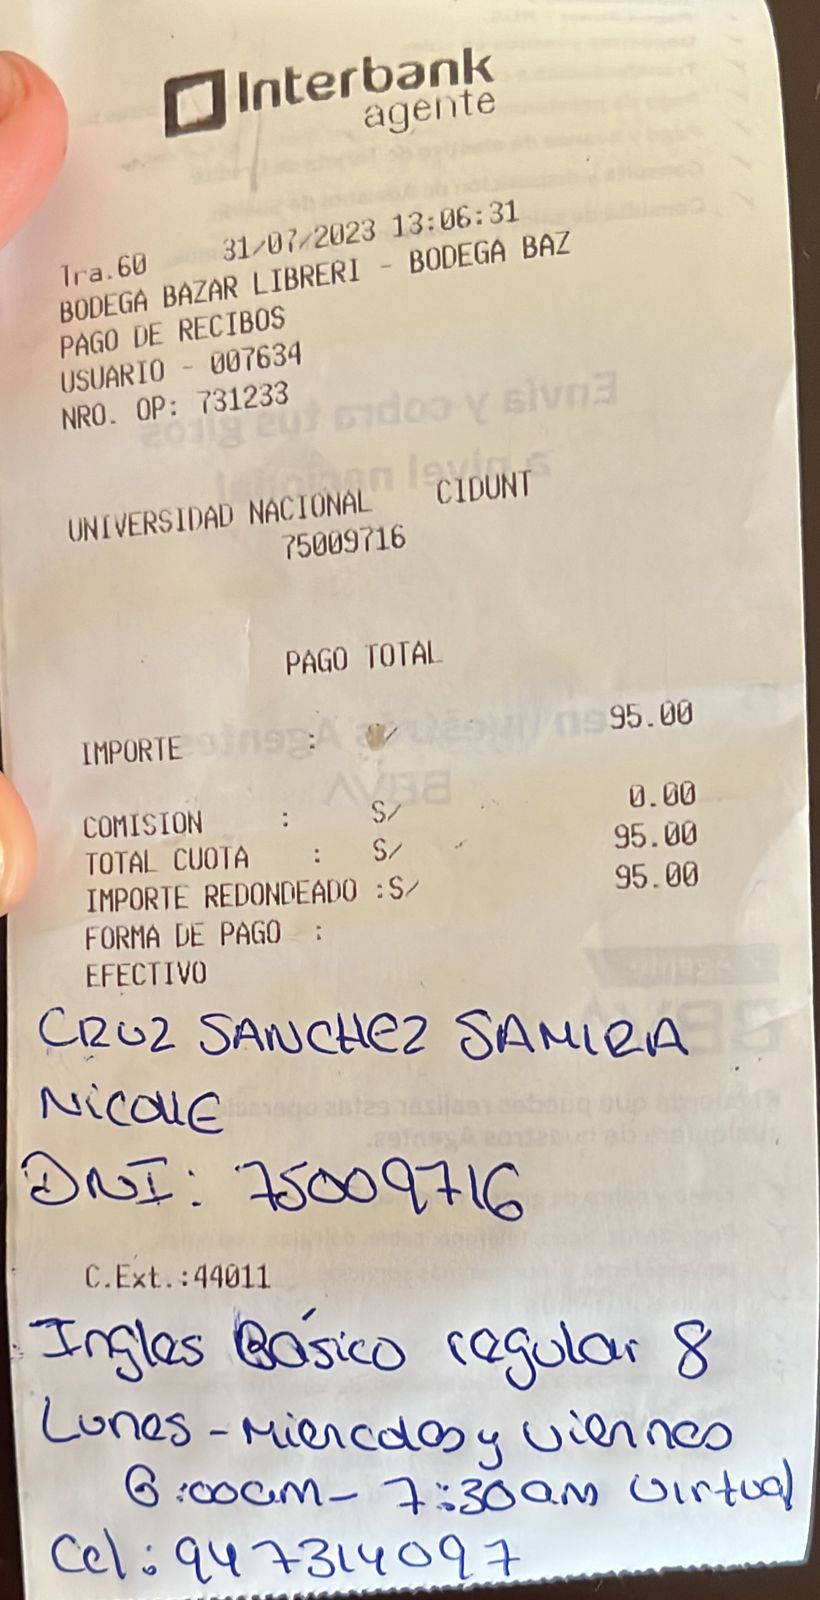 Interbank
agente
Tra.60 31/07/2023 13:06:31
BODEGA BAZAR LIBRERI - BODEGA BAZ
PAGO DE RECIBOS
USUARIO - 007634
NRO. OP: 731233
UNIVERSIDAD NACIONAL CIDUNT
75009716
PAGO TOTAL
IMPORTE : S/ 95.00
COMISION : S/ 0.00
TOTAL CUOTA : S/ 95.00
IMPORTE REDONDEADO :S/ 95.00
FORMA DE PAGO :
EFECTIVO
CRUZ SANCHEZ SAMIRA
NICOLLE
DNI: 75009716
C.Ext.:44011
Ingles Básico regular 8
Lunes - Miercoles y viernes
6:00am - 7:30am virtual
Cel: 947314097